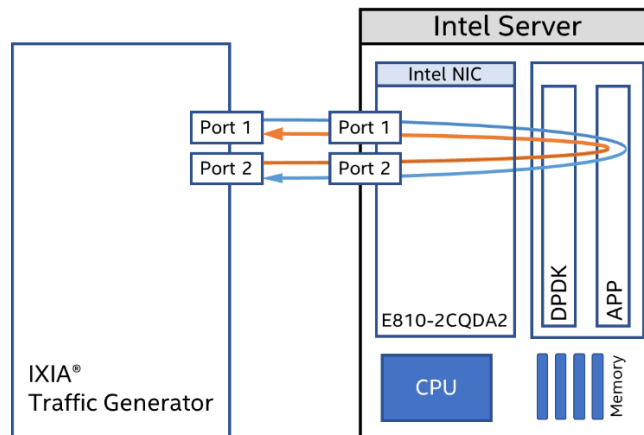 Intel Server
Intel NIC
Port 1
Port 1
Port 2
Port 2
DPDK
APP
E810-2CQDA2
IXIA®
Traffic Generator
CPU
Memory